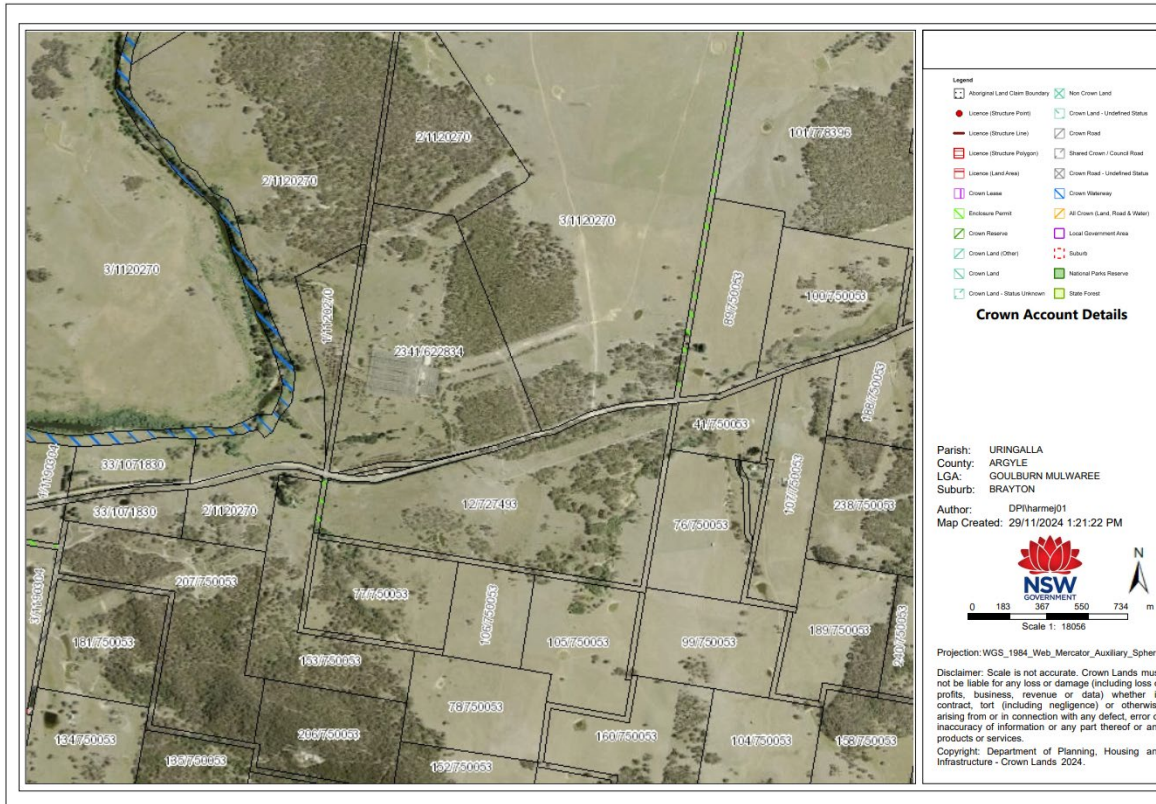 2/1120270
101/778396
2/1120270
3/1120270
3/1120270
1/1120270
89/750053
100/750053
2341/622834
188/750053
41/750053
1/1190304
33/1071830
12/727493
107/750053
33/1071830
2/1120270
76/750053
238/750053
207/750053
77/750053
3/1190304
106/750053
181/750053
105/750053
99/750053
189/750053
240/750053
153/750053
78/750053
134/750053
206/750053
160/750053
104/750053
158/750053
135/750053
152/750053
Legend
Aboriginal Land Claim Boundary
Non Crown Land
Licence (Structure Point)
Crown Land - Undefined Status
Licence (Structure Line)
Crown Road
Licence (Structure Polygon)
Shared Crown / Council Road
Licence (Land Area)
Crown Road - Undefined Status
Crown Lease
Crown Waterway
Enclosure Permit
All Crown (Land, Road & Water)
Crown Reserve
Local Government Area
Crown Land (Other)
Suburb
Crown Land
National Parks Reserve
Crown Land - Status Unknown
State Forest
Crown Account Details
Parish: URINGALLA
County: ARGYLE
LGA: GOULBURN MULWAREE
Suburb: BRAYTON
Author: DPI\harmej01
Map Created: 29/11/2024 1:21:22 PM
NSW
GOVERNMENT
N
0 183 367 550 734 m
Scale 1: 18056
Projection:WGS_1984_Web_Mercator_Auxiliary_Spher
Disclaimer: Scale is not accurate. Crown Lands mus
not be liable for any loss or damage (including loss o
profits, business, revenue or data) whether i
contract, tort (including negligence) or otherwis
arising from or in connection with any defect, error o
inaccuracy of information or any part thereof or an
products or services.
Copyright: Department of Planning, Housing an
Infrastructure - Crown Lands 2024.